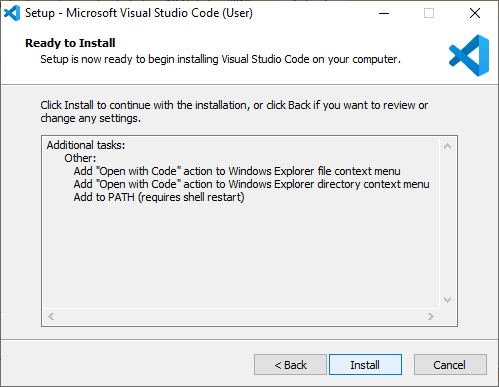 Setup - Microsoft Visual Studio Code (User)
Ready to Install
Setup is now ready to begin installing Visual Studio Code on your computer.
Click Install to continue with the installation, or click Back if you want to review or
change any settings.
Additional tasks:
Other:
Add "Open with Code" action to Windows Explorer file context menu
Add "Open with Code" action to Windows Explorer directory context menu
Add to PATH (requires shell restart)
< Back
Install
Cancel